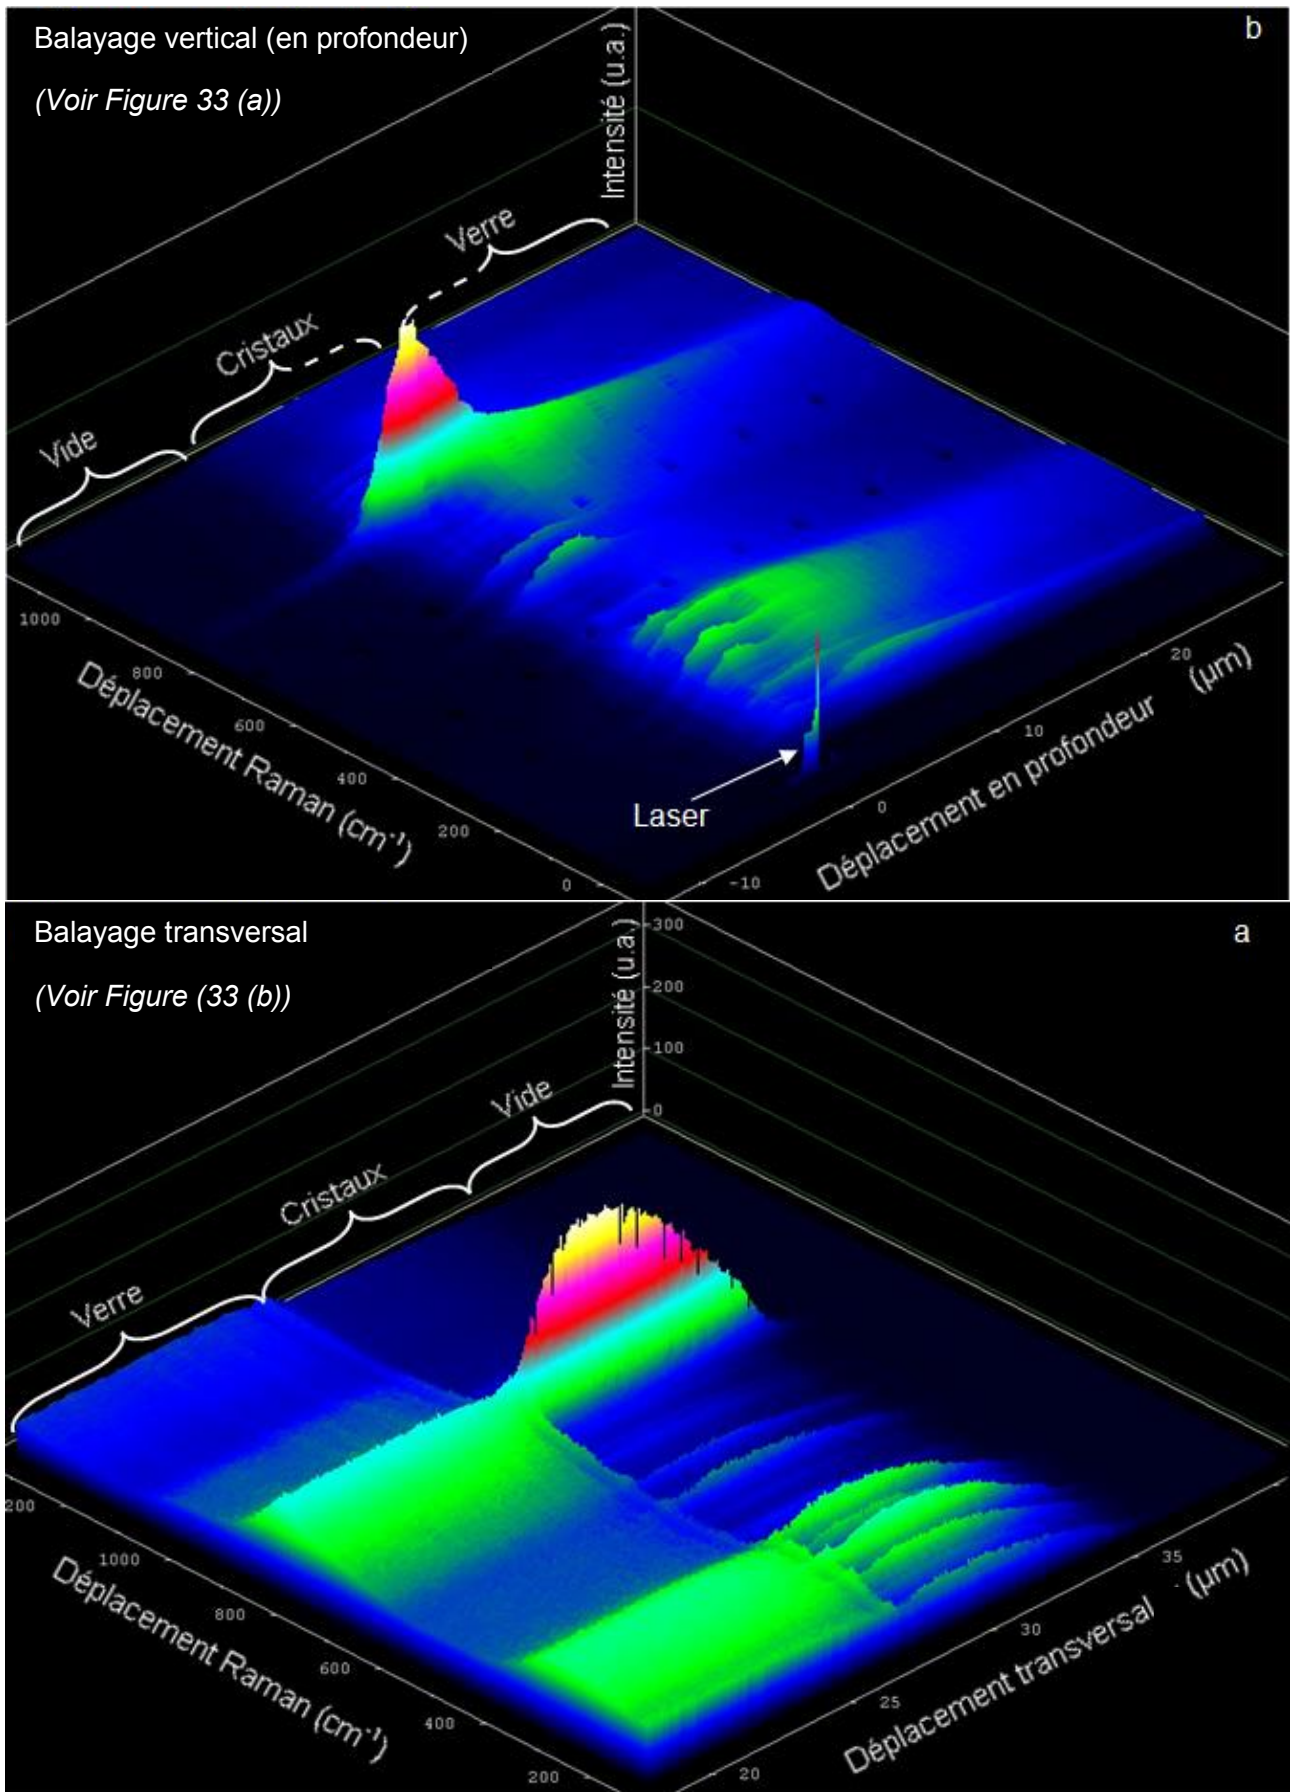 Balayage vertical (en profondeur)
(Voir Figure 33 (a))
b
Intensité (u.a.)
Verre
Cristaux
Vide
1000
800
600
400
200
0
Déplacement Raman (cm-1)
Laser
-10
0
10
20
Déplacement en profondeur (µm)
Balayage transversal
(Voir Figure (33 (b))
a
Intensité (u.a.)
300
200
100
0
Vide
Cristaux
Verre
200
1000
800
600
400
200
Déplacement Raman (cm-1)
20
25
30
35
Déplacement transversal (µm)